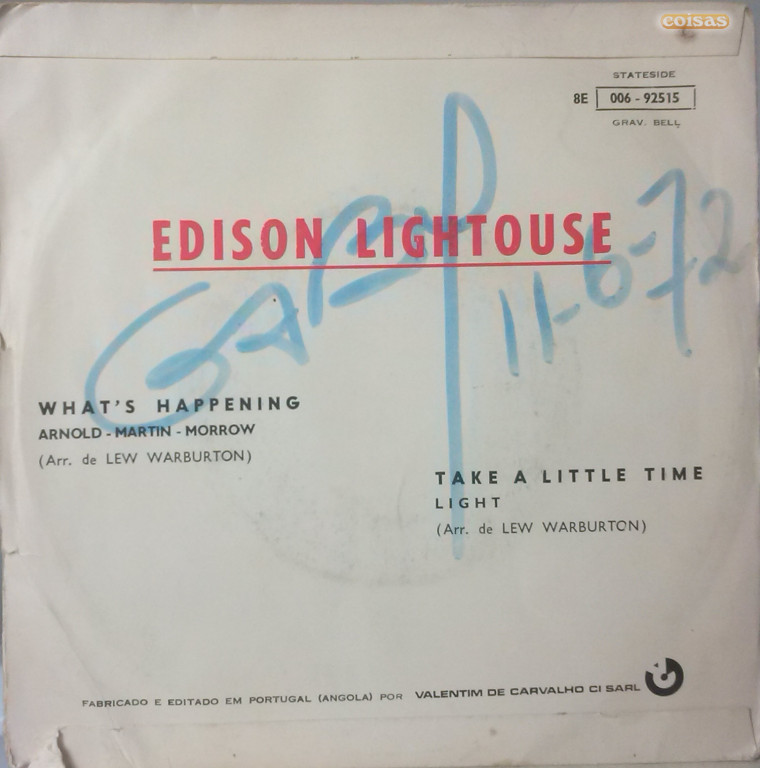 coisas
STATESIDE
8E 006 - 92515
GRAV. BELL
EDISON LIGHTOUSE
11-6-72
WHAT'S HAPPENING
ARNOLD - MARTIN - MORROW
(Arr. de LEW WARBURTON)
TAKE A LITTLE TIME
LIGHT
(Arr. de LEW WARBURTON)
FABRICADO E EDITADO EM PORTUGAL (ANGOLA) POR VALENTIM DE CARVALHO CI SARL